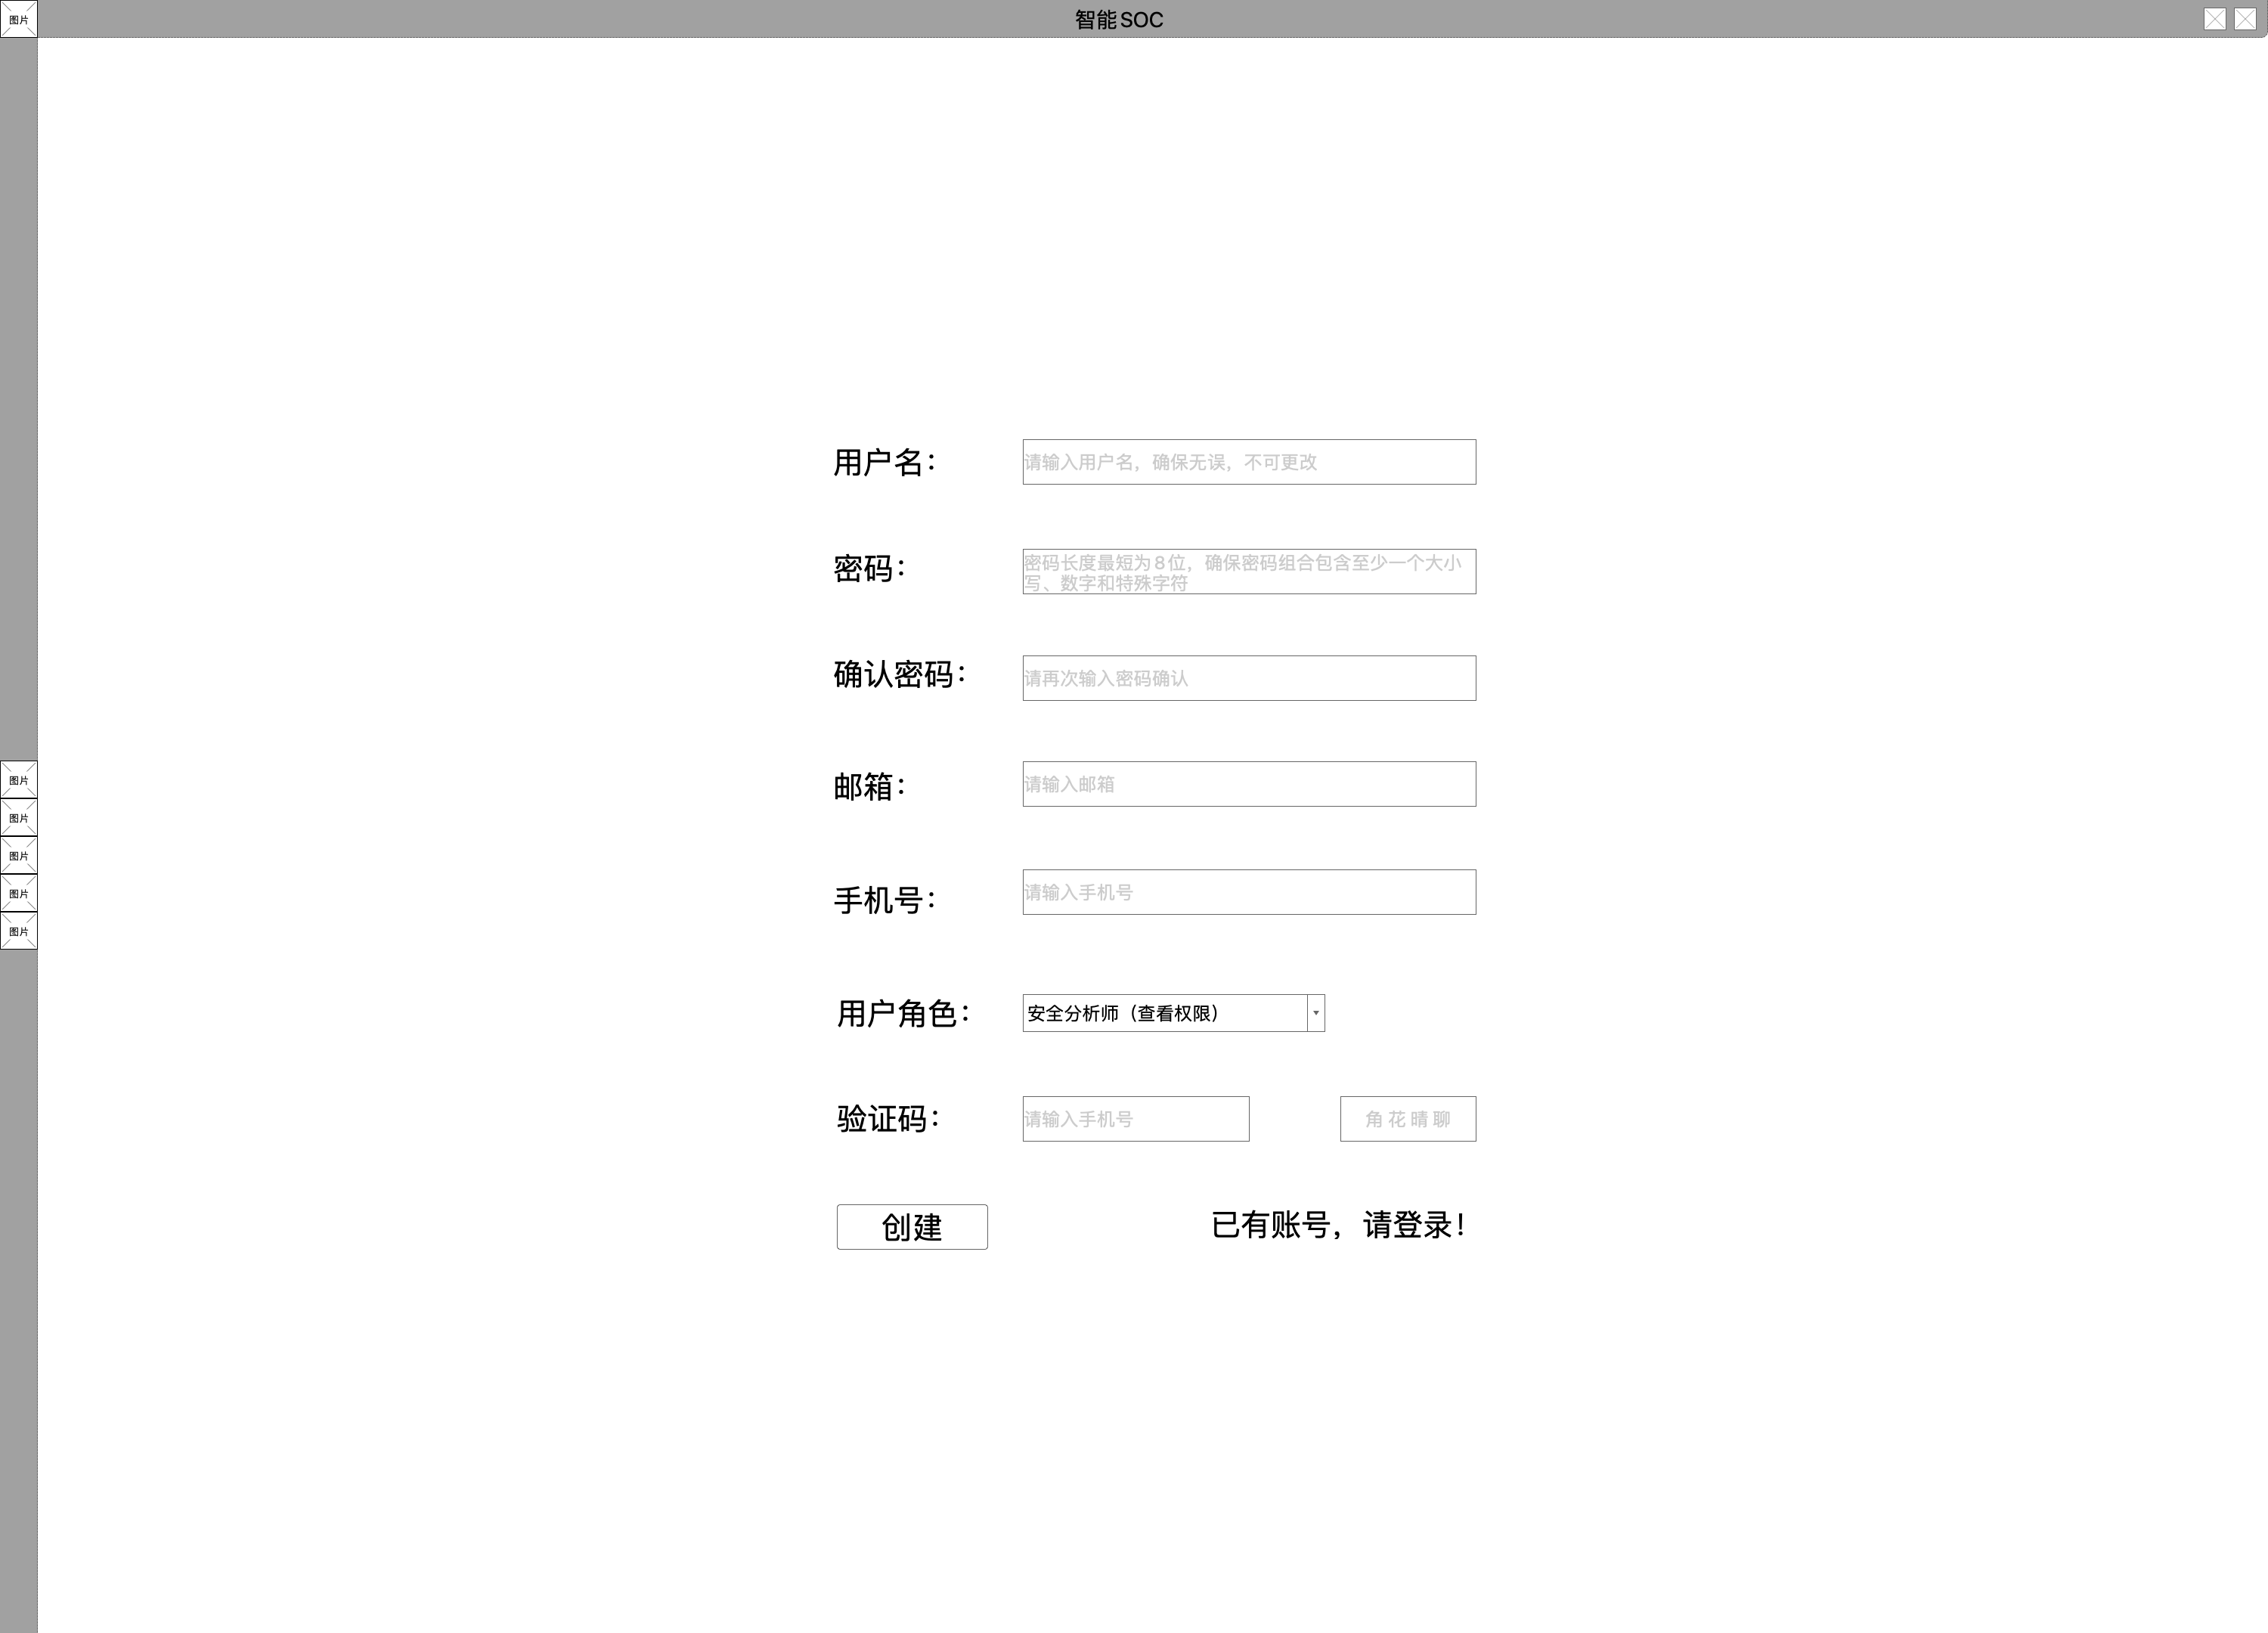 图片
智能 SOC
用户名：
请输入用户名，确保无误，不可更改
密码：
密码长度最短为 8 位，确保密码组合包含至少一个大小
写、数字和特殊字符
确认密码：
请再次输入密码确认
图片
邮箱：
请输入邮箱
图片
图片
图片
手机号：
请输入手机号
图片
用户角色：
安全分析师（查看权限）
验证码：
请输入手机号
角 花 晴 聊
创建
已有账号，请登录！